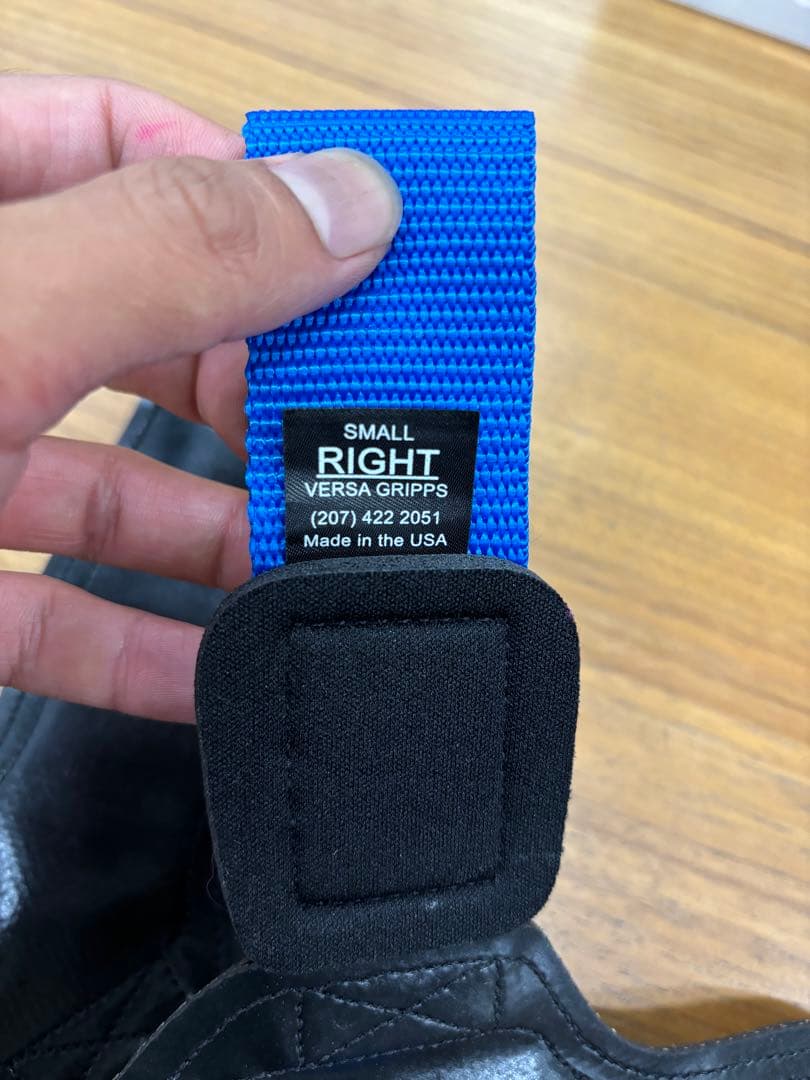 SMALL
RIGHT
VERSA GRIPPS
(207) 422 2051
Made in the USA